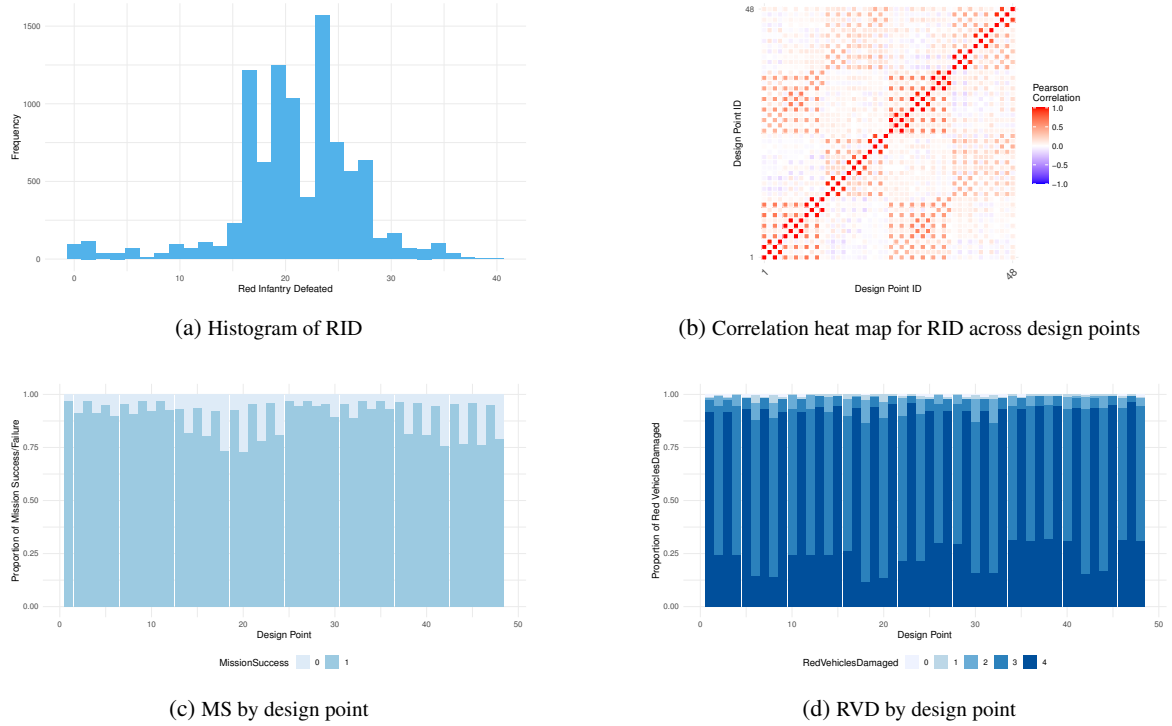 1500
1000
500
0
Frequency
0
10
20
30
40
Red Infantry Defeated
(a) Histogram of RID
48
1
Design Point ID
1
48
Design Point ID
Pearson
Correlation
1.0
0.5
0.0
−0.5
−1.0
(b) Correlation heat map for RID across design points
1.00
0.75
0.50
0.25
0.00
Proportion of Mission Success/Failure
0
10
20
30
40
50
Design Point
MissionSuccess 0 1
(c) MS by design point
1.00
0.75
0.50
0.25
0.00
Proportion of Red VehiclesDamaged
0
10
20
30
40
50
Design Point
RedVehiclesDamaged 0 1 2 3 4
(d) RVD by design point